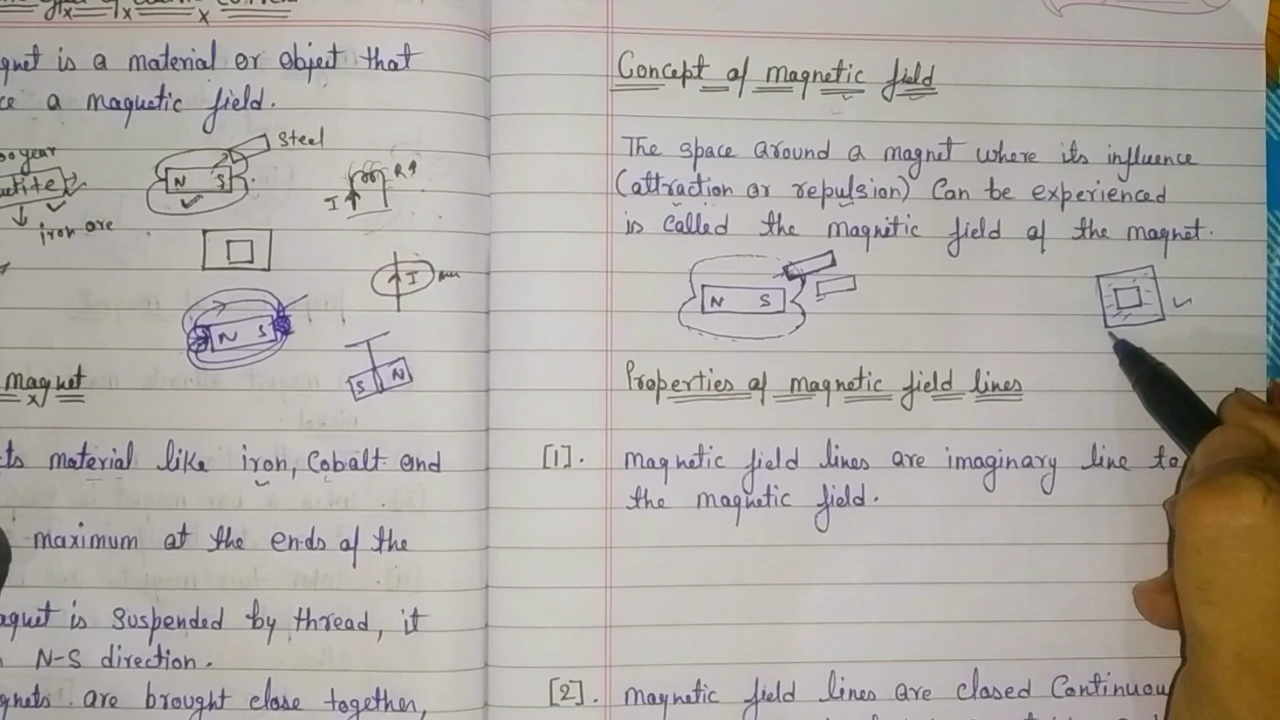 gnet is a material or object that
ce a magnetic field.
00 year
Steel
N S
R↑
I
etite
iron are
I
N S
S N
magnet
ts material like iron, Cobalt and
maximum at the ends of the
agnet is suspended by thread, it
N-S direction.
gnets are brought close together,
Concept of magnetic field
The space around a magnet where its influence
(attraction or repulsion) Can be experienced
is called the magnetic field of the magnet.
N S
Properties of magnetic field lines
[1]. magnetic field lines are imaginary line to
the magnetic field.
[2]. magnetic field lines are closed Continuou